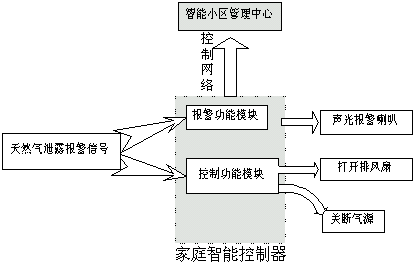 智能小区管理中心
控制网络
报警功能模块
声光报警喇叭
天然气泄露报警信号
控制功能模块
打开排风扇
关断气源
家庭智能控制器